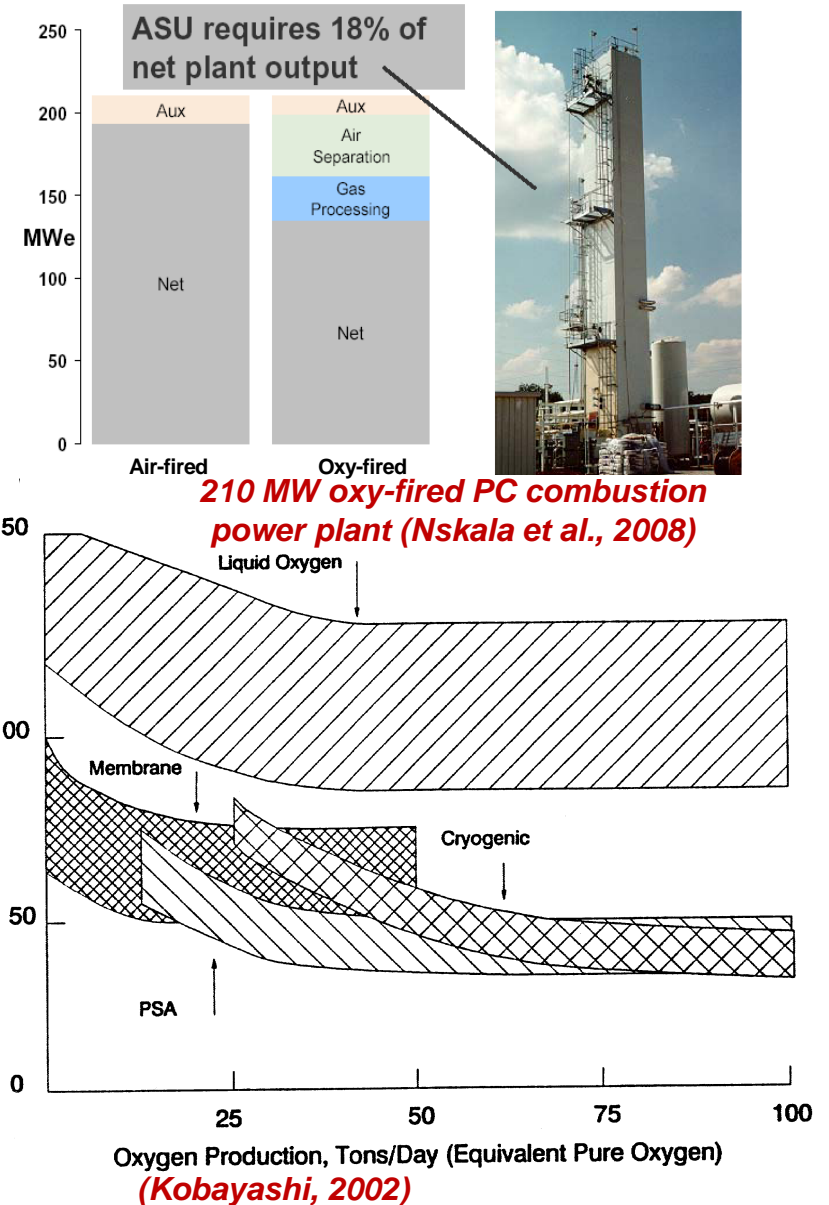 ASU requires 18% of
net plant output
250
200
150
MWe
100
50
0
Aux
Net
Aux
Air
Separation
Gas
Processing
Net
Air-fired
Oxy-fired
210 MW oxy-fired PC combustion
power plant (Nskala et al., 2008)
50
Liquid Oxygen
00
Membrane
Cryogenic
50
PSA
0
25
50
75
100
Oxygen Production, Tons/Day (Equivalent Pure Oxygen)
(Kobayashi, 2002)